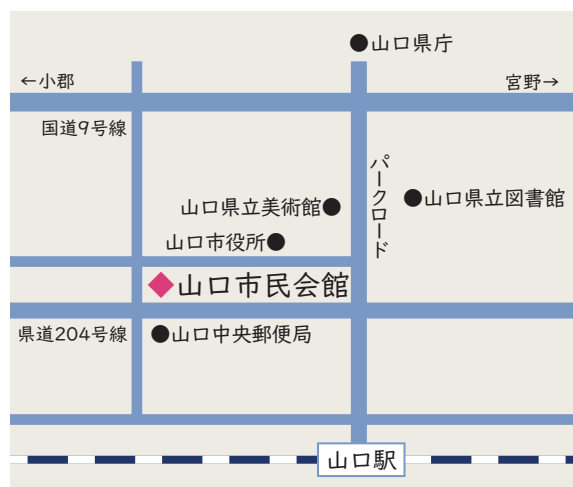 ●山口県庁
←小郡
宮野→
国道9号線
パークロード
山口県立美術館●
●山口県立図書館
山口市役所●
◆山口市民会館
県道204号線
●山口中央郵便局
山口駅